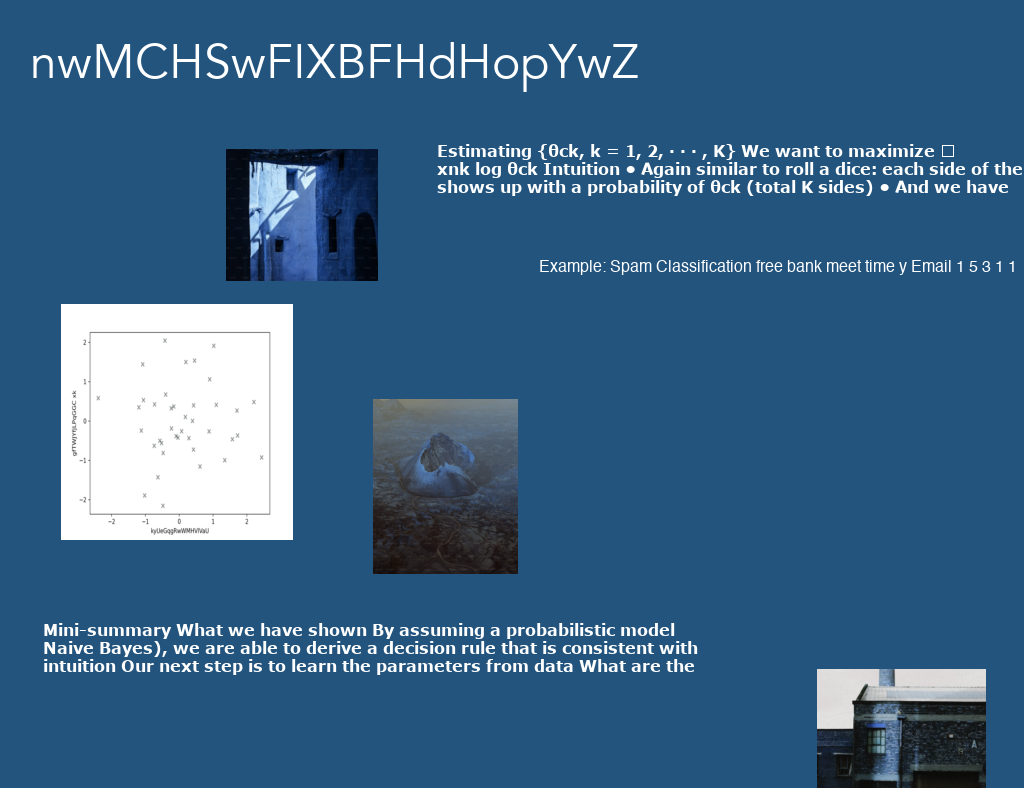 nwMCHSwFIXBFHdHopYwZ
Estimating {θck, k = 1, 2, · · · , K} We want to maximize □
xnk log θck Intuition • Again similar to roll a dice: each side of the
shows up with a probability of θck (total K sides) • And we have
Example: Spam Classification free bank meet time y Email 1 5 3 1 1
2
1
0
−1
−2
−2 −1 0 1 2
kyUeGqgRwWMHViVaU
Mini-summary What we have shown By assuming a probabilistic model
Naive Bayes), we are able to derive a decision rule that is consistent with
intuition Our next step is to learn the parameters from data What are the
A